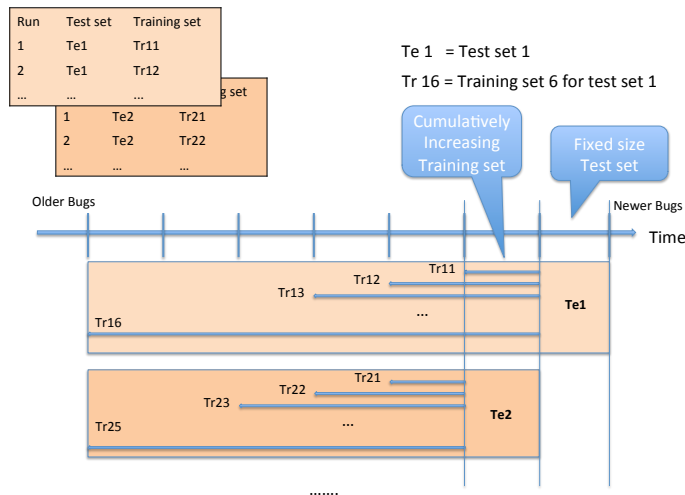 Run Test set Training set
1 Te1 Tr11
2 Te1 Tr12
... ... ...
set
1 Te2 Tr21
2 Te2 Tr22
... ... ...
Te 1 = Test set 1
Tr 16 = Training set 6 for test set 1
Cumulatively
Increasing
Training set
Fixed size
Test set
Older Bugs
Newer Bugs
Time
Tr11
Tr12
Tr13
...
Te1
Tr16
Tr21
Tr22
Tr23
...
Te2
Tr25
.......